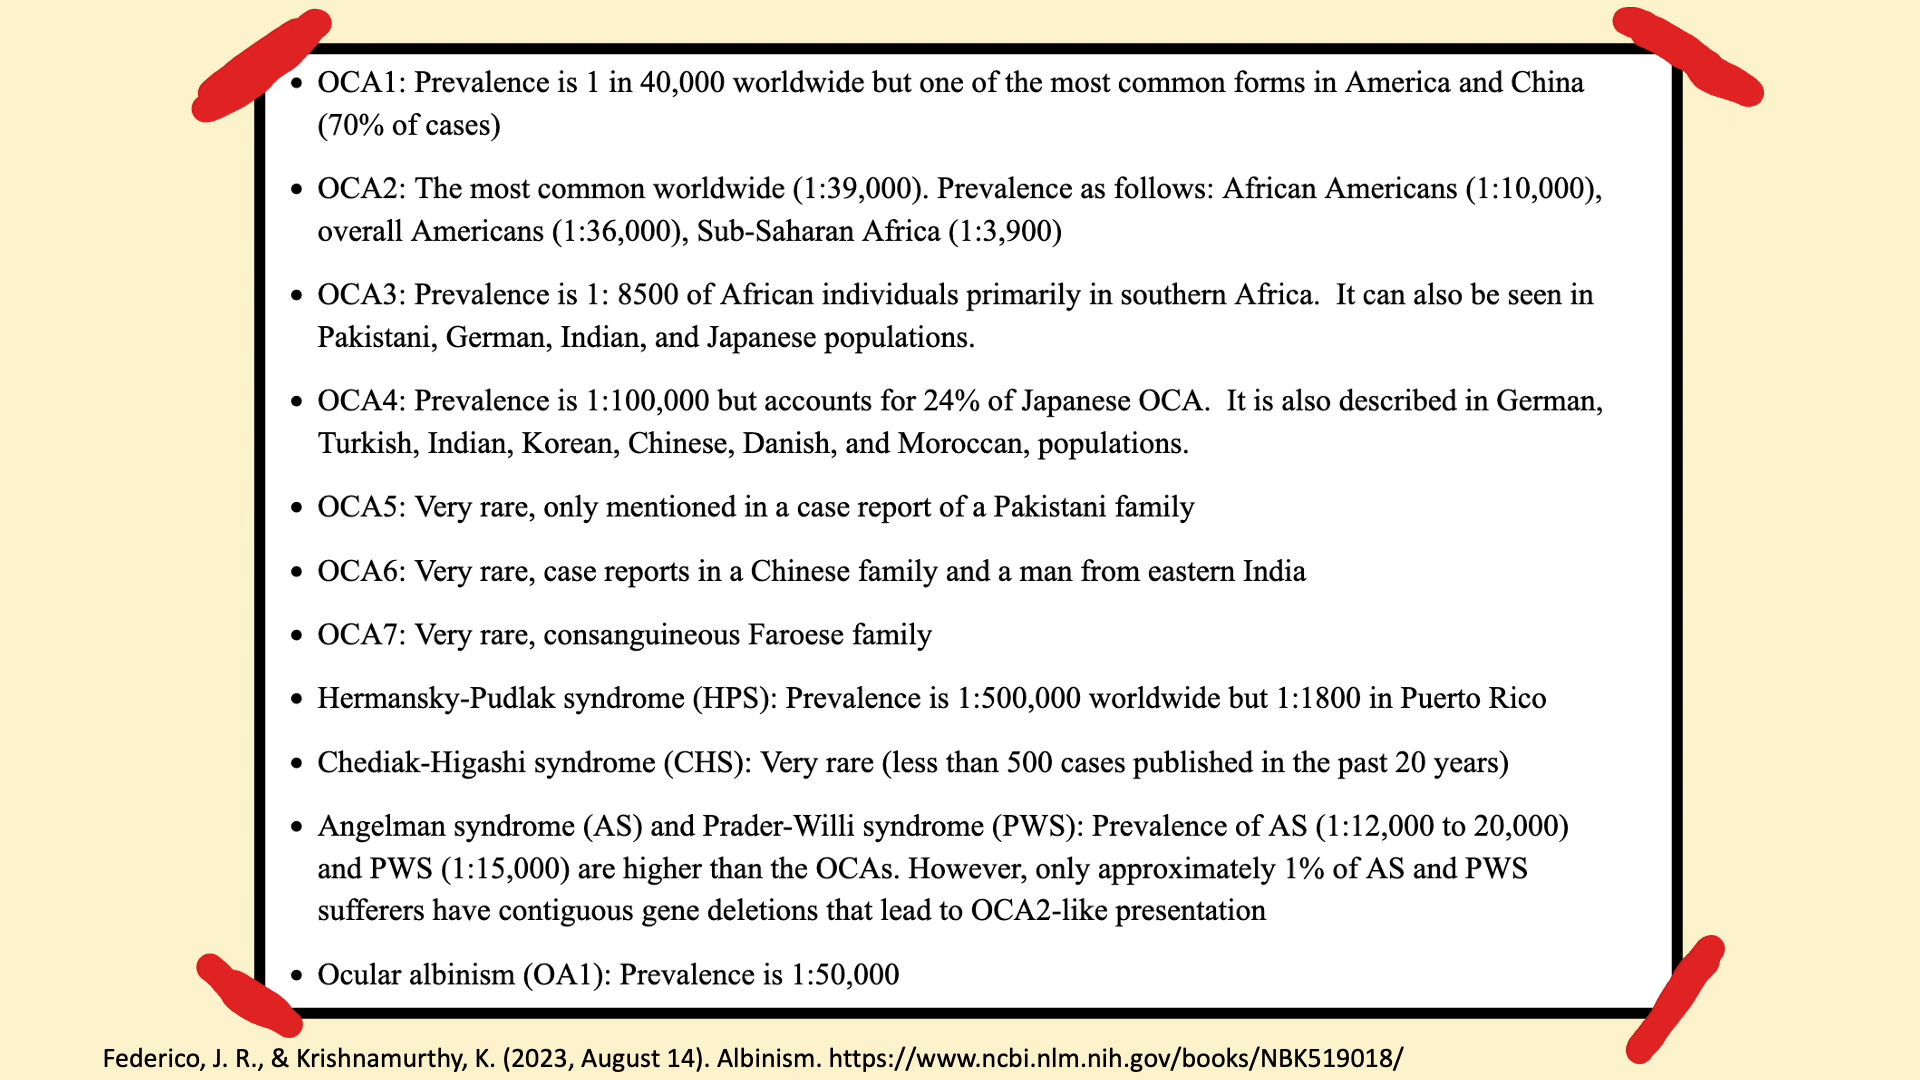 • OCA1: Prevalence is 1 in 40,000 worldwide but one of the most common forms in America and China
(70% of cases)
• OCA2: The most common worldwide (1:39,000). Prevalence as follows: African Americans (1:10,000),
overall Americans (1:36,000), Sub-Saharan Africa (1:3,900)
• OCA3: Prevalence is 1: 8500 of African individuals primarily in southern Africa.  It can also be seen in
Pakistani, German, Indian, and Japanese populations.
• OCA4: Prevalence is 1:100,000 but accounts for 24% of Japanese OCA.  It is also described in German,
Turkish, Indian, Korean, Chinese, Danish, and Moroccan, populations.
• OCA5: Very rare, only mentioned in a case report of a Pakistani family
• OCA6: Very rare, case reports in a Chinese family and a man from eastern India
• OCA7: Very rare, consanguineous Faroese family
• Hermansky-Pudlak syndrome (HPS): Prevalence is 1:500,000 worldwide but 1:1800 in Puerto Rico
• Chediak-Higashi syndrome (CHS): Very rare (less than 500 cases published in the past 20 years)
• Angelman syndrome (AS) and Prader-Willi syndrome (PWS): Prevalence of AS (1:12,000 to 20,000)
and PWS (1:15,000) are higher than the OCAs. However, only approximately 1% of AS and PWS
sufferers have contiguous gene deletions that lead to OCA2-like presentation
• Ocular albinism (OA1): Prevalence is 1:50,000
Federico, J. R., & Krishnamurthy, K. (2023, August 14). Albinism. https://www.ncbi.nlm.nih.gov/books/NBK519018/